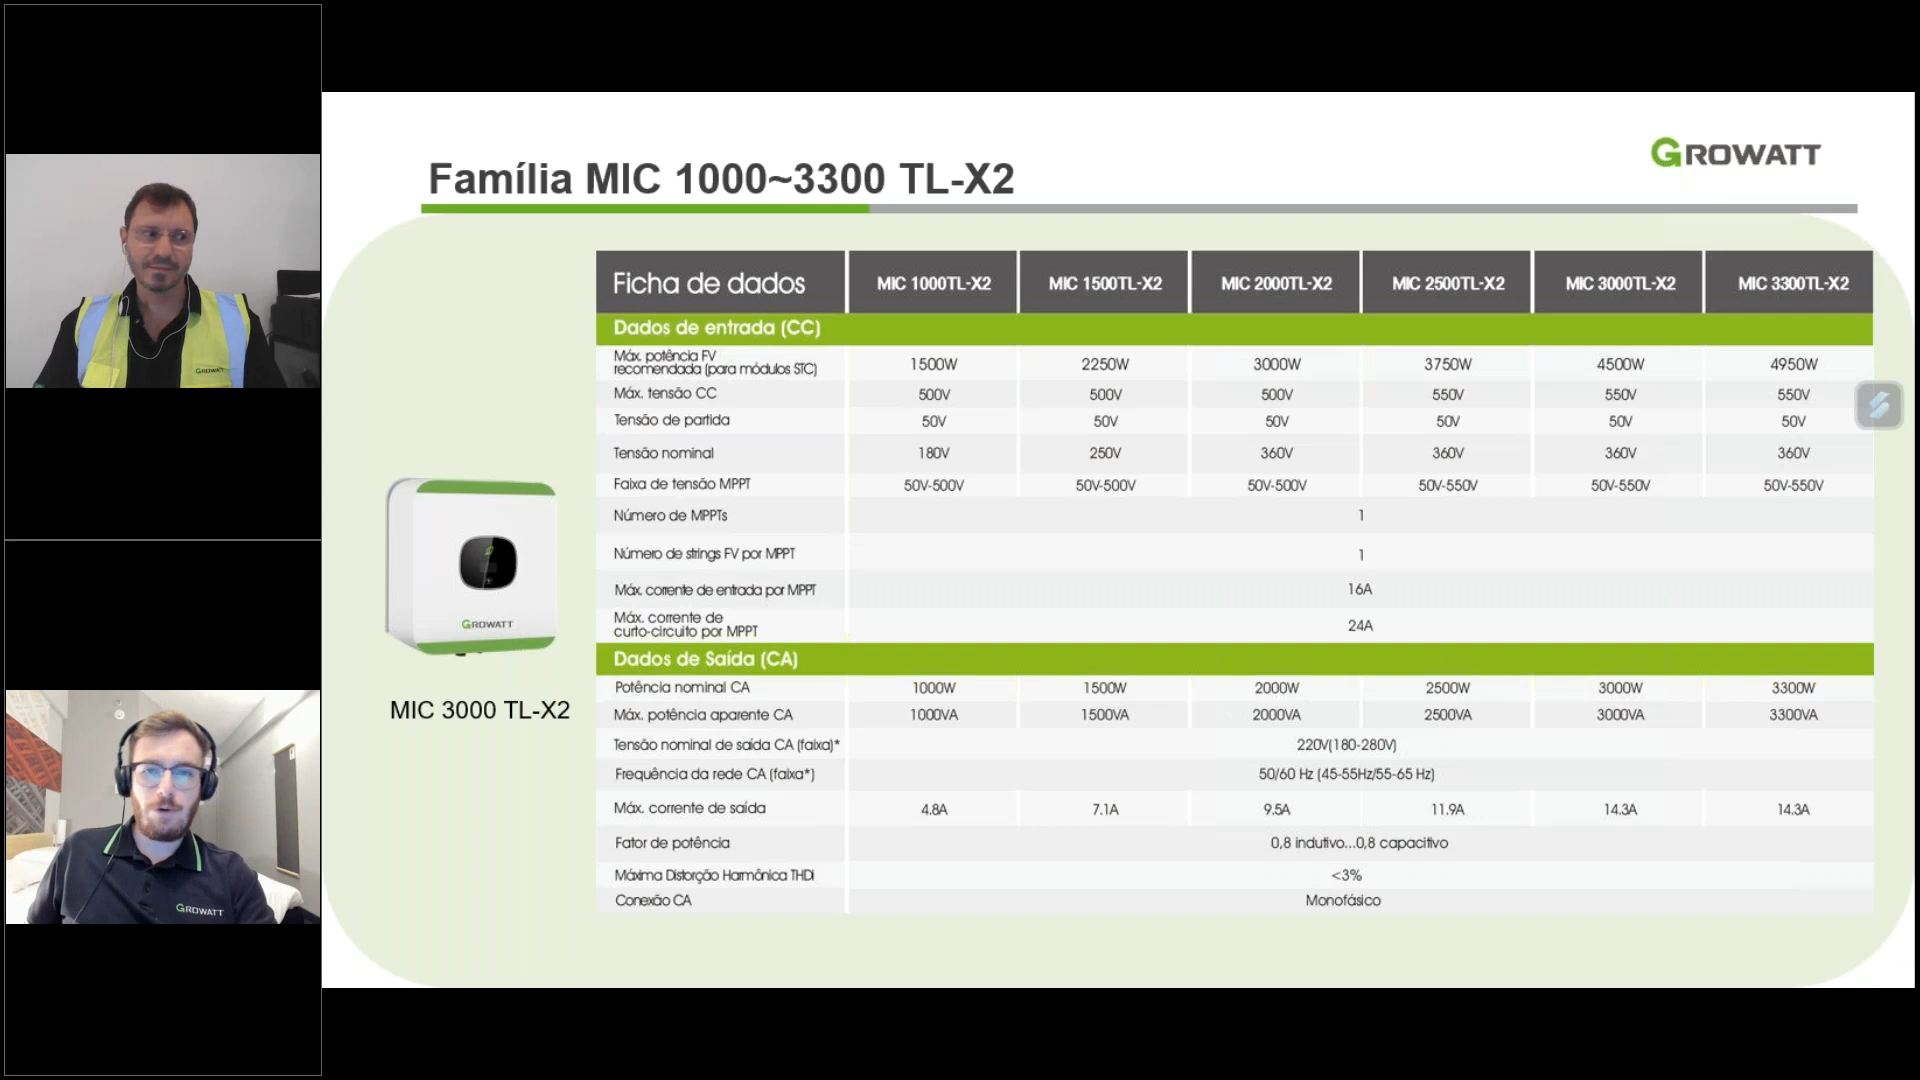 GROWATT
Família MIC 1000~3300 TL-X2
Ficha de dados MIC 1000TL-X2 MIC 1500TL-X2 MIC 2000TL-X2 MIC 2500TL-X2 MIC 3000TL-X2 MIC 3300TL-X2
Dados de entrada (CC)
Máx. potência FV
recomendada (para módulos STC) 1500W 2250W 3000W 3750W 4500W 4950W
Máx. tensão CC 500V 500V 500V 550V 550V 550V
Tensão de partida 50V 50V 50V 50V 50V 50V
Tensão nominal 180V 250V 360V 360V 360V 360V
Faixa de tensão MPPT 50V-500V 50V-500V 50V-500V 50V-550V 50V-550V 50V-550V
Número de MPPTs 1
Número de strings FV por MPPT 1
Máx. corrente de entrada por MPPT 16A
Máx. corrente de
curto-circuito por MPPT 24A
Dados de Saída (CA)
Potência nominal CA 1000W 1500W 2000W 2500W 3000W 3300W
Máx. potência aparente CA 1000VA 1500VA 2000VA 2500VA 3000VA 3300VA
Tensão nominal de saída CA (faixa)* 220V(180-280V)
Frequência da rede CA (faixa*) 50/60 Hz (45-55Hz/55-65 Hz)
Máx. corrente de saída 4.8A 7.1A 9.5A 11.9A 14.3A 14.3A
Fator de potência 0,8 indutivo...0,8 capacitivo
Máxima Distorção Harmônica THDi <3%
Conexão CA Monofásico
GROWATT
MIC 3000 TL-X2
GROWATT
GROWATT